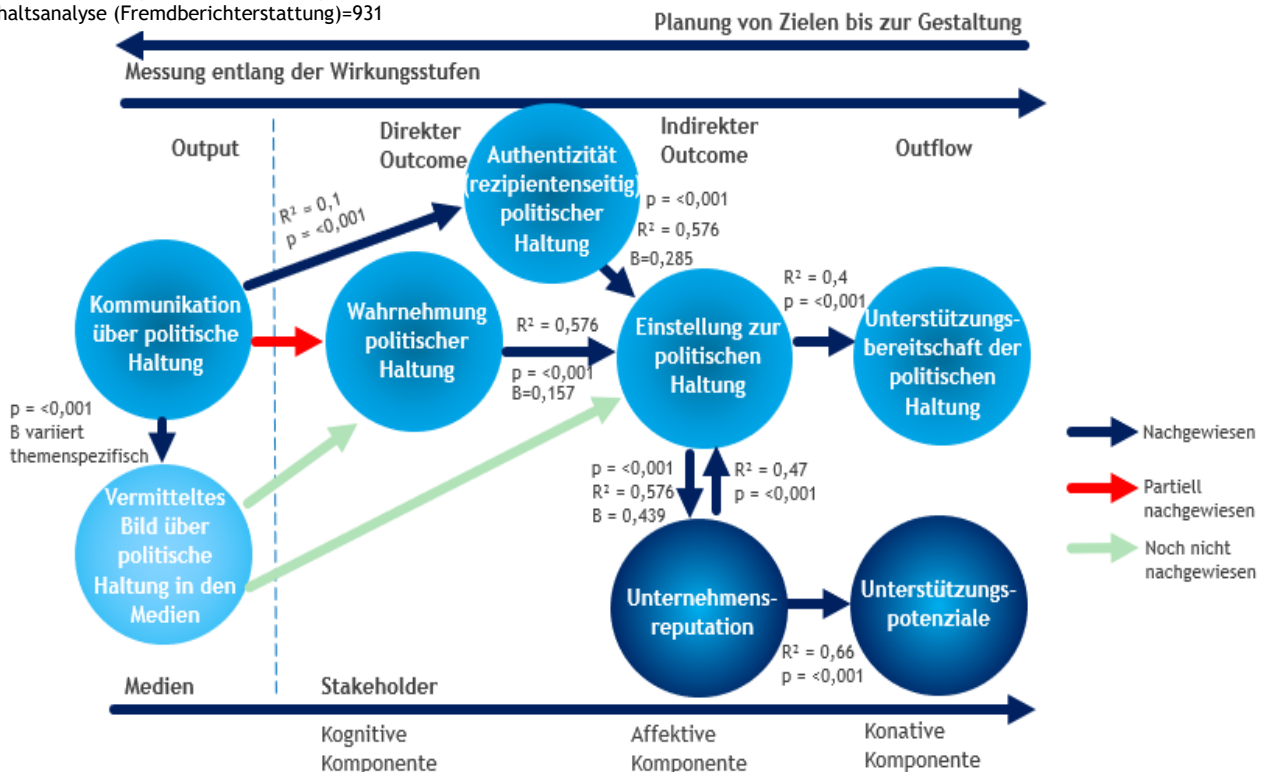 haltsanalyse (Fremdberichterstattung)=931
Planung von Zielen bis zur Gestaltung
Messung entlang der Wirkungsstufen
Output
Direkter
Outcome
Indirekter
Outcome
Outflow
Authentizität
(rezipientenseitig)
politischer
Haltung
R² = 0,1
p = <0,001
p = <0,001
R² = 0,576
B=0,285
Kommunikation
über politische
Haltung
Wahrnehmung
politischer
Haltung
R² = 0,576
p = <0,001
B=0,157
Einstellung zur
politischen
Haltung
R² = 0,4
p = <0,001
Unterstützungs-
bereitschaft der
politischen
Haltung
p = <0,001
B variiert
themenspezifisch
Vermitteltes
Bild über
politische
Haltung in den
Medien
p = <0,001
R² = 0,576
B = 0,439
R² = 0,47
p = <0,001
Unternehmens-
reputation
R² = 0,66
p = <0,001
Unterstützungs-
potenziale
Nachgewiesen
Partiell
nachgewiesen
Noch nicht
nachgewiesen
Medien
Stakeholder
Kognitive
Komponente
Affektive
Komponente
Konative
Komponente